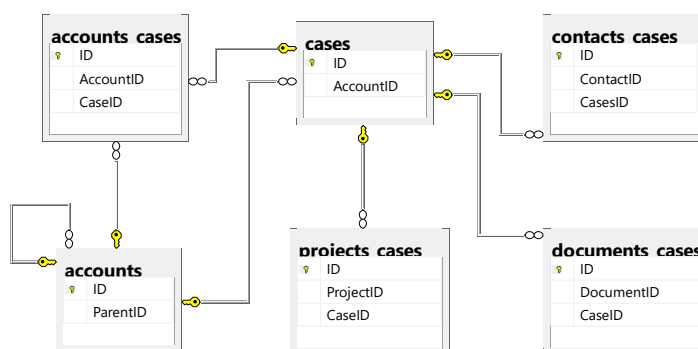 accounts cases
ID
AccountID
CaseID
cases
ID
AccountID
contacts cases
ID
ContactID
CasesID
accounts
ID
ParentID
projects cases
ID
ProjectID
CaseID
documents cases
ID
DocumentID
CaseID